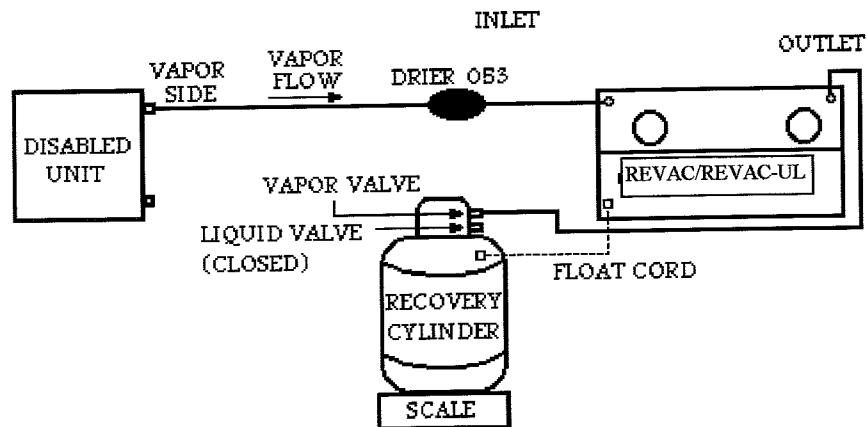 INLET
OUTLET
VAPOR
SIDE
VAPOR
FLOW
DRIER 053
DISABLED
UNIT
REVAC/REVAC-UL
VAPOR VALVE
LIQUID VALVE
(CLOSED)
FLOAT CORD
RECOVERY
CYLINDER
SCALE